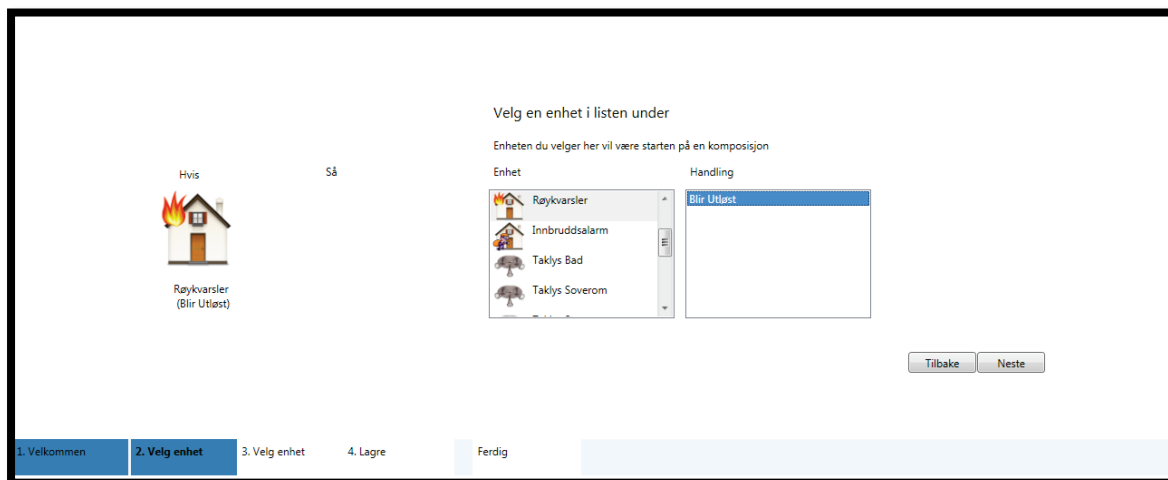 Velg en enhet i listen under
Enheten du velger her vil være starten på en komposisjon
Hvis
Så
Enhet
Handling
Røykvarsler
(Blir Utløst)
Røykvarsler
Innbruddsalarm
Taklys Bad
Taklys Soverom
Blir Utløst
Tilbake
Neste
1. Velkommen
2. Velg enhet
3. Velg enhet
4. Lagre
Ferdig